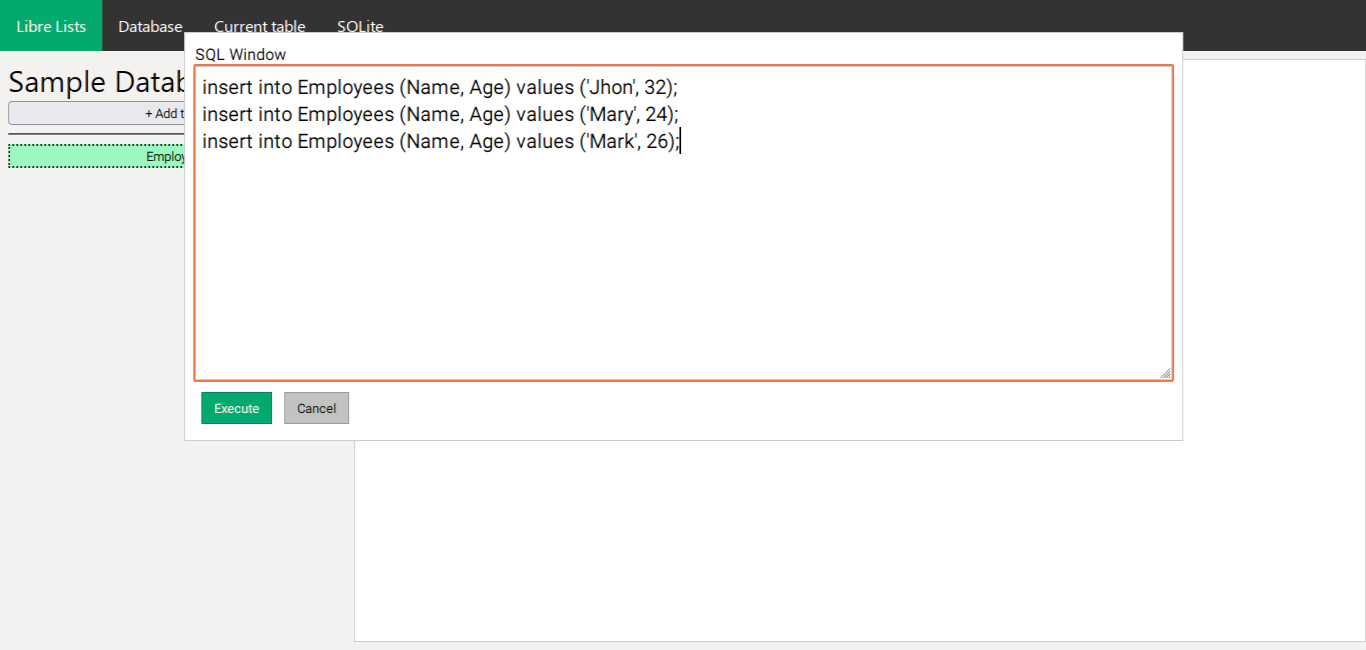 Libre Lists Database Current table SQLite
SQL Window
Sample Datab
+ Add t
Employ
insert into Employees (Name, Age) values ('Jhon', 32);
insert into Employees (Name, Age) values ('Mary', 24);
insert into Employees (Name, Age) values ('Mark', 26);
Execute Cancel